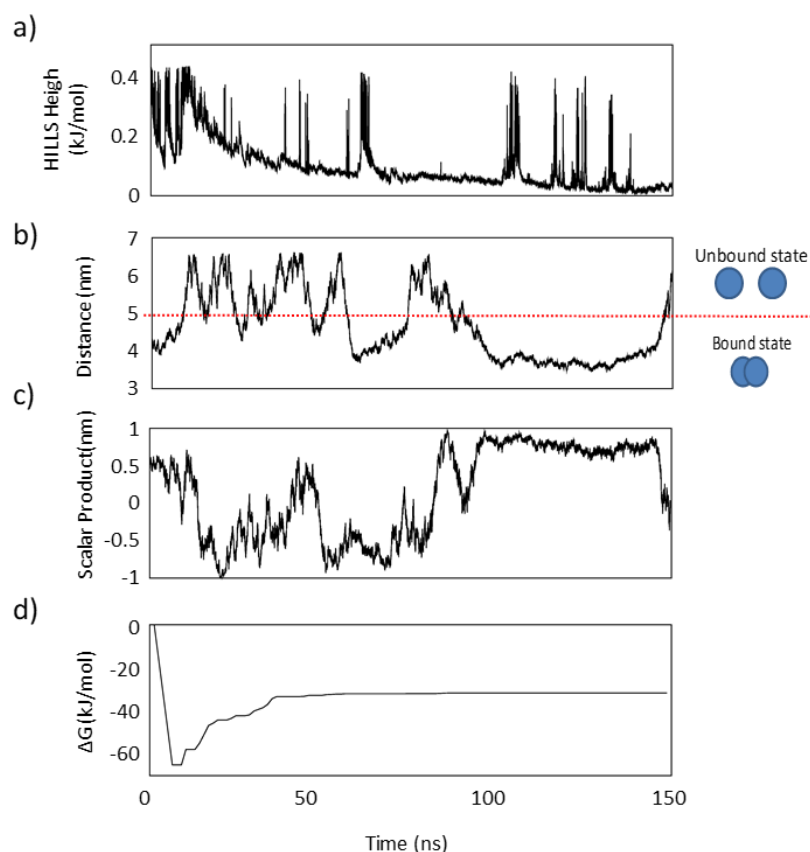 a)
HILLS Heigh
(kJ/mol)
0.4
0.2
0
b)
Distance (nm)
7
6
5
4
3
Unbound state
Bound state
c)
Scalar Product(nm)
1
0.5
0
-0.5
-1
d)
ΔG (kJ/mol)
0
-20
-40
-60
0 50 100 150
Time (ns)